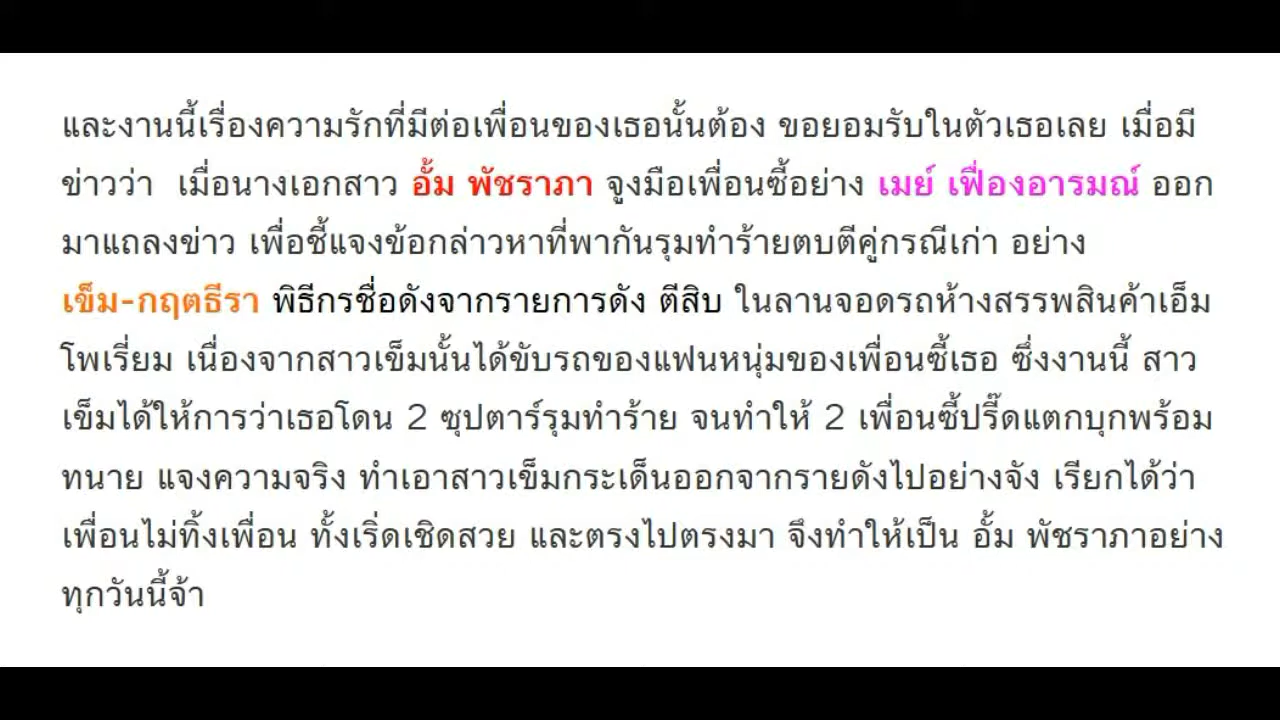 และงานนี้เรื่องความรักที่มีต่อเพื่อนของเธอนั้นต้อง ขอยอมรับในตัวเธอเลย เมื่อมี
ข่าวว่า เมื่อนางเอกสาว อั้ม พัชราภา จูงมือเพื่อนซี้อย่าง เมย์ เฟื่องอารมณ์ ออก
มาแถลงข่าว เพื่อชี้แจงข้อกล่าวหาที่พากันรุมทำร้ายตบตีคู่กรณีเก่า อย่าง
เข็ม-กฤตธีรา พิธีกรชื่อดังจากรายการดัง ตีสิบ ในลานจอดรถห้างสรรพสินค้าเอ็ม
โพเรี่ยม เนื่องจากสาวเข็มนั้นได้ขับรถของแฟนหนุ่มของเพื่อนซี้เธอ ซึ่งงานนี้ สาว
เข็มได้ให้การว่าเธอโดน 2 ซุปตาร์รุมทำร้าย จนทำให้ 2 เพื่อนซี้ปรี๊ดแตกบุกพร้อม
ทนาย แจงความจริง ทำเอาสาวเข็มกระเด็นออกจากรายดังไปอย่างจัง เรียกได้ว่า
เพื่อนไม่ทิ้งเพื่อน ทั้งเริ่ดเชิดสวย และตรงไปตรงมา จึงทำให้เป็น อั้ม พัชราภาอย่าง
ทุกวันนี้จ้า